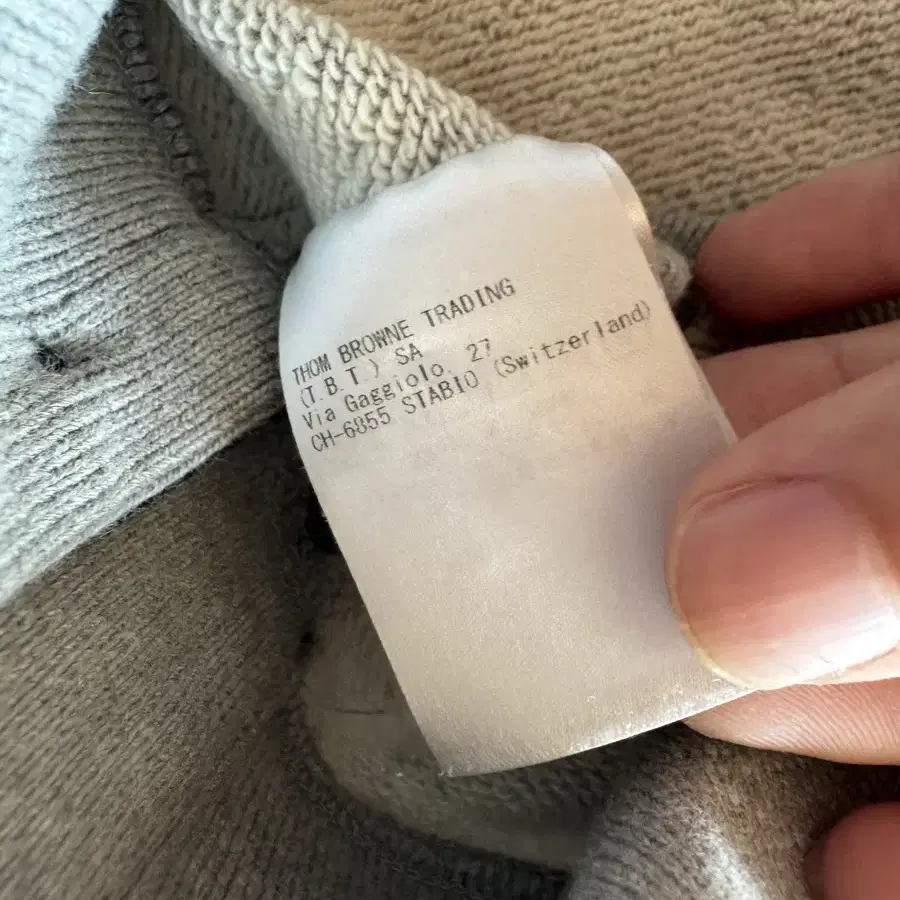 THOM BROWNE TRADING
(T.B.T.) SA
Via Gaggiolo, 27
CH-6855 STABIO (Switzerland)